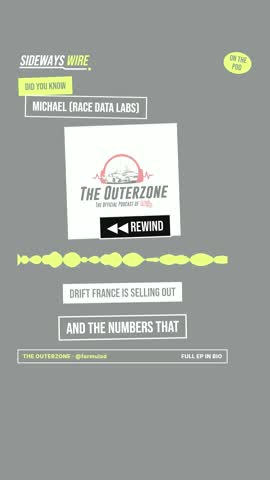 SIDEWAYS WIRE.
ON THE POD
DID YOU KNOW
MICHAEL (RACE DATA LABS)
THE OUTERZONE
THE OFFICIAL PODCAST OF
REWIND
DRIFT FRANCE IS SELLING OUT
AND THE NUMBERS THAT
THE OUTERZONE · @formulad
FULL EP IN BIO